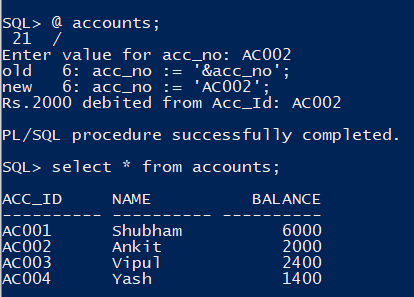 SQL> @ accounts;
 21  /
Enter value for acc_no: AC002
old   6: acc_no := '&acc_no';
new   6: acc_no := 'AC002';
Rs.2000 debited from Acc_Id: AC002
PL/SQL procedure successfully completed.
SQL> select * from accounts;
ACC_ID     NAME          BALANCE
---------- ---------- ----------
AC001      Shubham          6000
AC002      Ankit            2000
AC003      Vipul            2400
AC004      Yash             1400